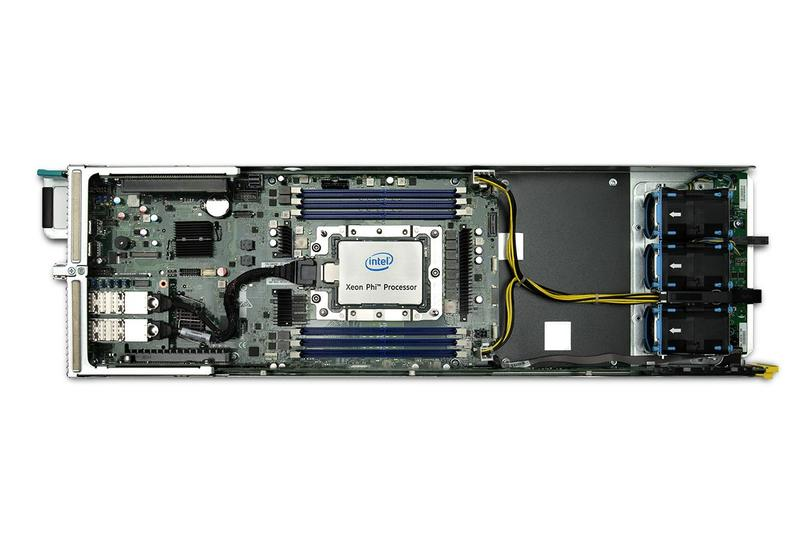 intel
Xeon Phi™ Processor